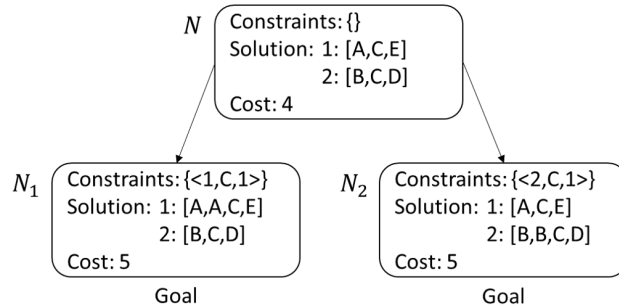 N
Constraints: {}
Solution: 1: [A,C,E]
2: [B,C,D]
Cost: 4
N₁
Constraints: {<1,C,1>}
Solution: 1: [A,A,C,E]
2: [B,C,D]
Cost: 5
Goal
N₂
Constraints: {<2,C,1>}
Solution: 1: [A,C,E]
2: [B,B,C,D]
Cost: 5
Goal